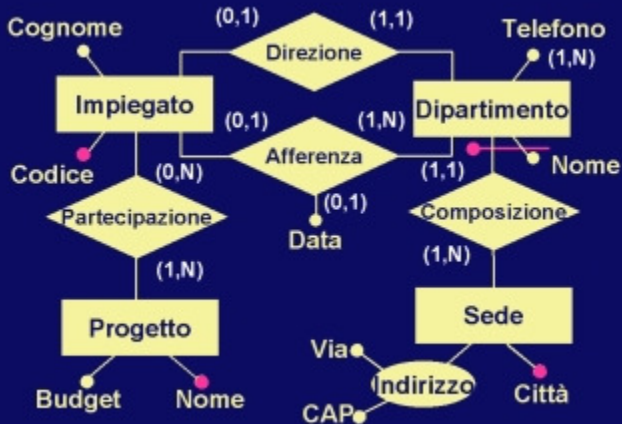 Cognome
(0,1)
(1,1)
Telefono
Direzione
(1,N)
Impiegato
Dipartimento
(0,1)
(1,N)
Afferenza
Codice
(0,N)
(1,1)
Nome
(0,1)
Partecipazione
Composizione
Data
(1,N)
(1,N)
Progetto
Sede
Via
Indirizzo
Città
Budget
Nome
CAP